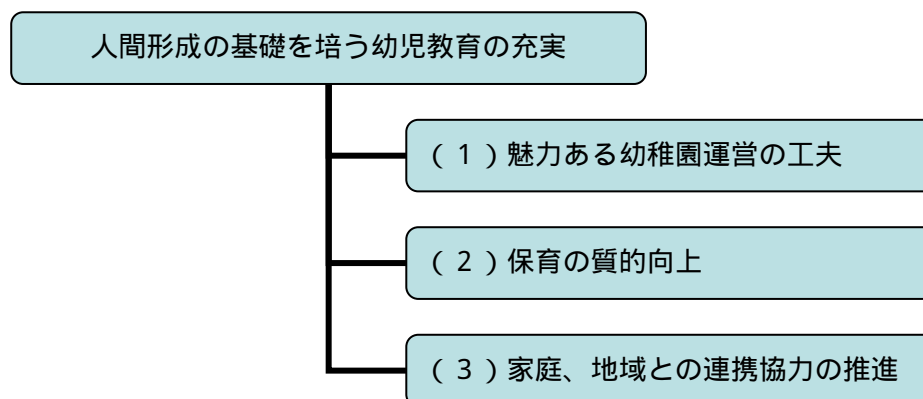 人間形成の基礎を培う幼児教育の充実
(1)魅力ある幼稚園運営の工夫
(2)保育の質的向上
(3)家庭、地域との連携協力の推進